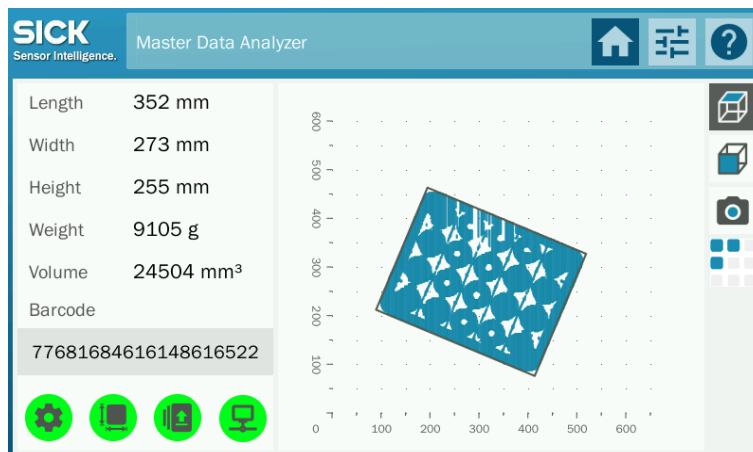 SICK
Sensor Intelligence.
Master Data Analyzer
?
Length 352 mm
Width 273 mm
Height 255 mm
Weight 9105 g
Volume 24504 mm³
Barcode
77681684616148616522
600
500
400
300
200
100
0 100 200 300 400 500 600